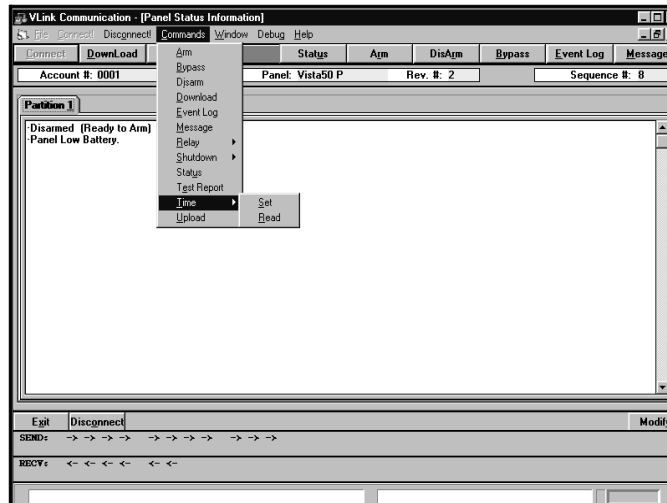 VLink Communication - [Panel Status Information]
File Connect! Disconnect! Commands Window Debug Help
Connect DownLoad Status Arm DisArm Bypass Event Log Message
Account #: 0001 Panel: Vista50 P Rev. #: 2 Sequence #: 8
Partition 1
·Disarmed (Ready to Arm)
·Panel Low Battery.
Arm
Bypass
Disarm
Download
Event Log
Message
Relay
Shutdown
Status
Test Report
Time
Upload
Set
Read
Exit Disconnect Modify
SEND: -> -> -> -> -> -> -> -> -> -> ->
RECV: <- <- <- <- <- <-